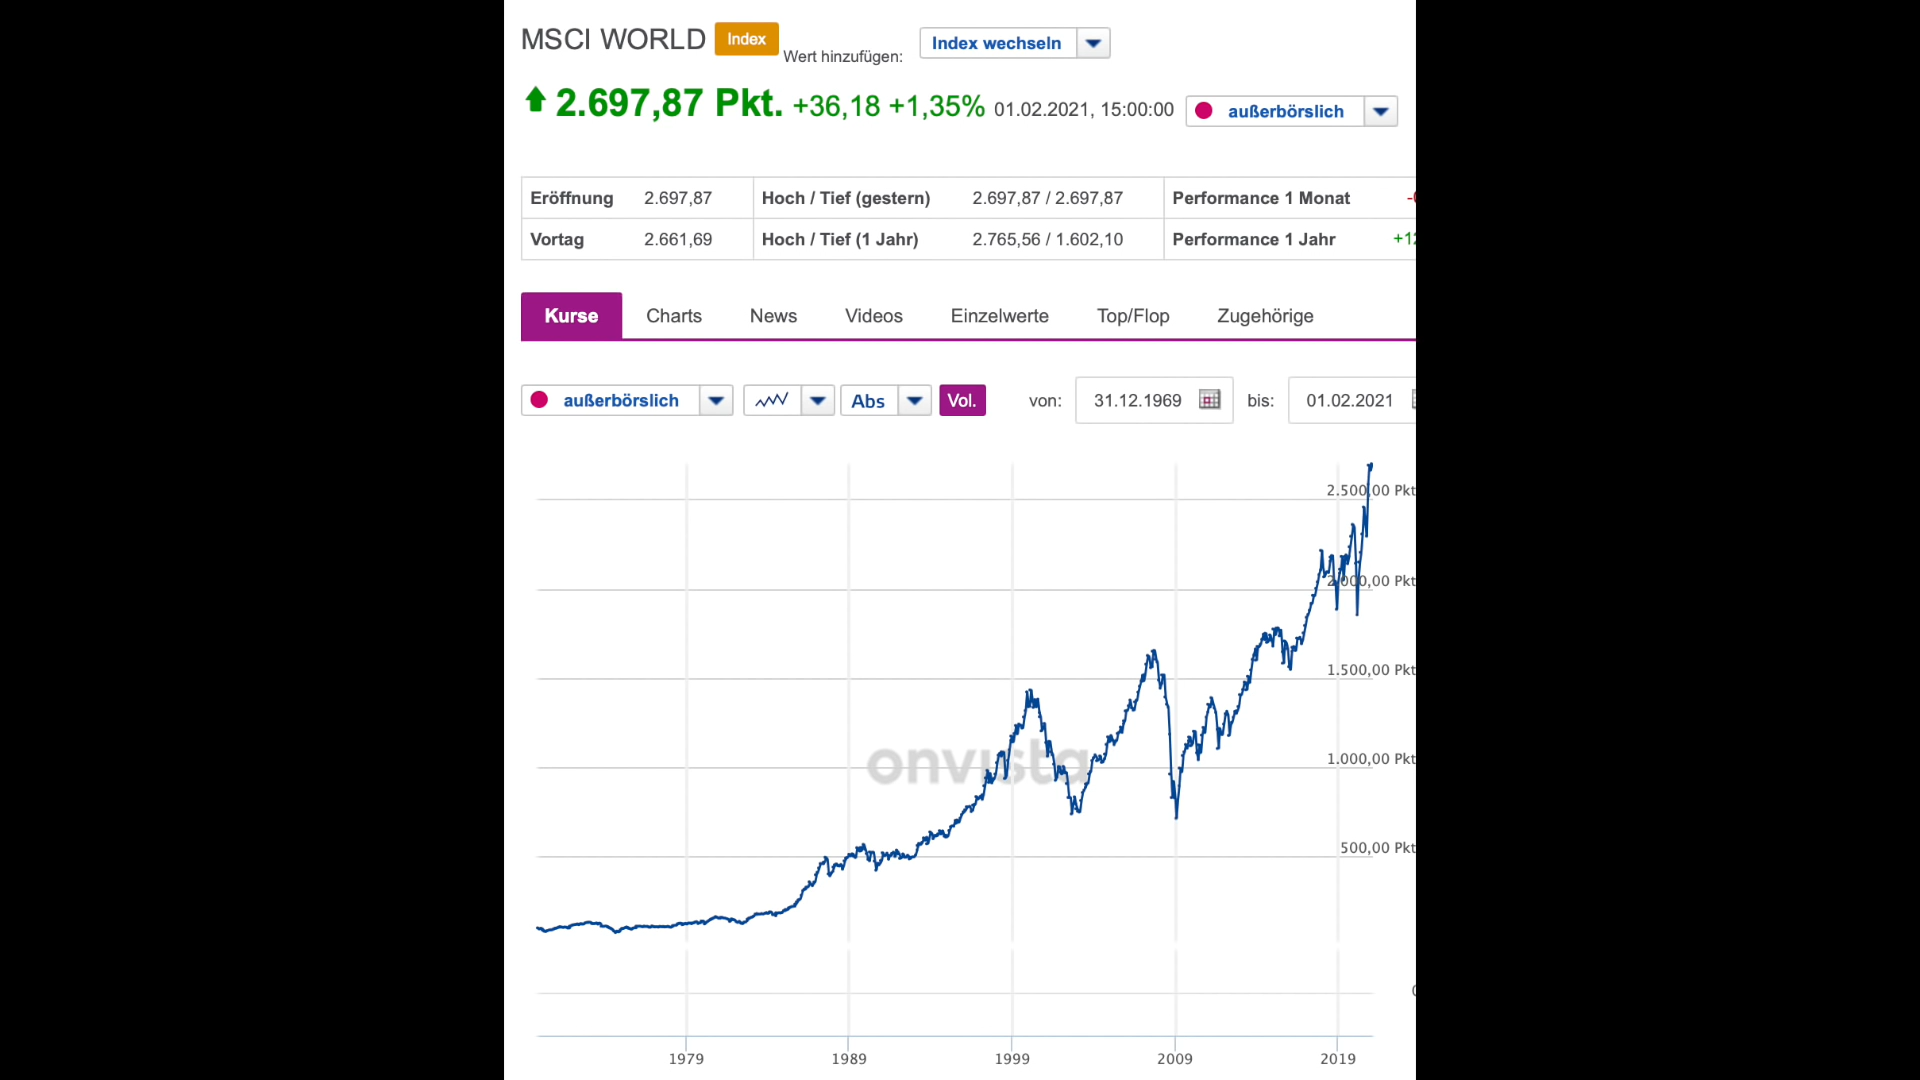 MSCI WORLD Index Wert hinzufügen: Index wechseln
2.697,87 Pkt. +36,18 +1,35% 01.02.2021, 15:00:00 außerbörslich
Eröffnung 2.697,87 Hoch / Tief (gestern) 2.697,87 / 2.697,87 Performance 1 Monat
Vortag 2.661,69 Hoch / Tief (1 Jahr) 2.765,56 / 1.602,10 Performance 1 Jahr
Kurse Charts News Videos Einzelwerte Top/Flop Zugehörige
außerbörslich Abs Vol. von: 31.12.1969 bis: 01.02.2021
2.500,00 Pkt
2.000,00 Pkt
1.500,00 Pkt
onvista
1.000,00 Pkt
500,00 Pkt
1979 1989 1999 2009 2019